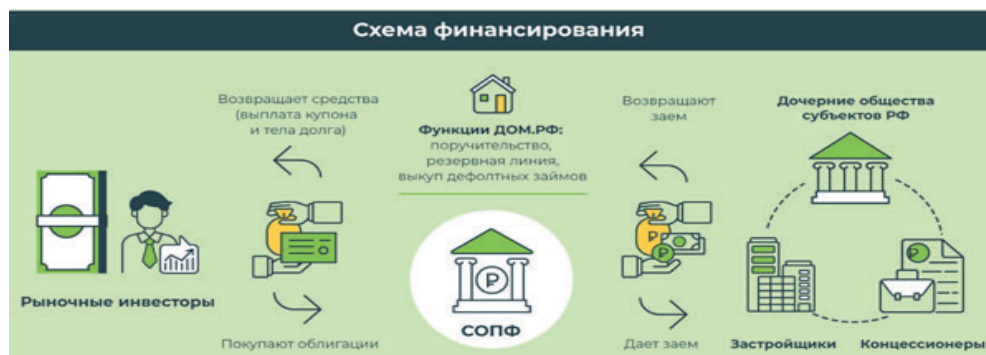 Схема финансирования
Возвращает средства
(выплата купона
и тела долга)
Функции ДОМ.РФ:
поручительство,
резервная линия,
выкуп дефолтных займов
Возвращают
заем
Дочерние общества
субъектов РФ
Рыночные инвесторы
СОПФ
Покупают облигации
Дает заем
Застройщики
Концессионеры